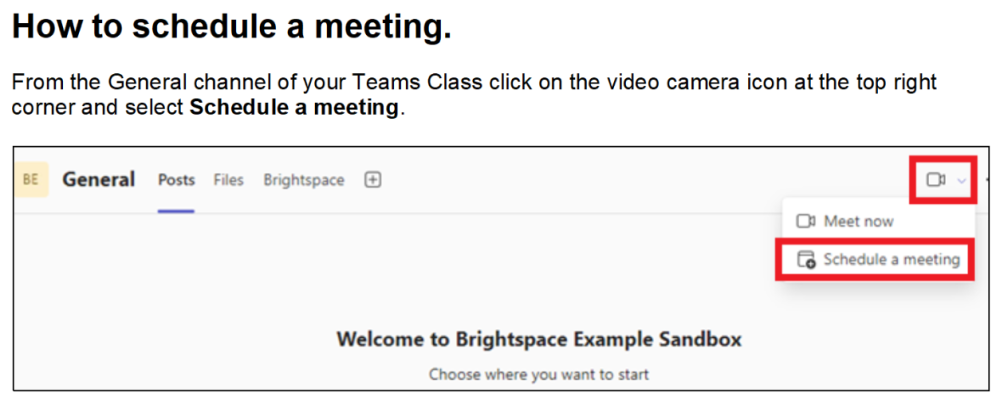 How to schedule a meeting.
From the General channel of your Teams Class click on the video camera icon at the top right
corner and select Schedule a meeting.
BE General Posts Files Brightspace
Meet now
Schedule a meeting
Welcome to Brightspace Example Sandbox
Choose where you want to start